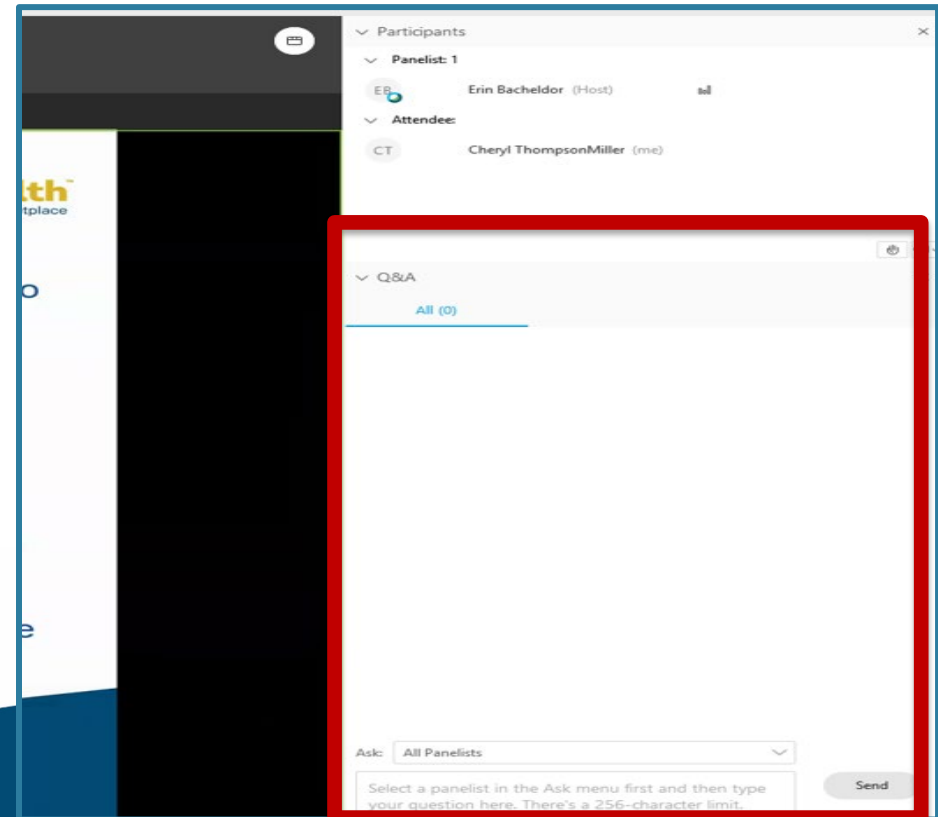 Participants
Panelist: 1
EB
Erin Bacheldor (Host)
Attendee:
CT
Cheryl ThompsonMiller (me)
lth™
tplace
o
e
Q&A
All (0)
Ask: All Panelists
Select a panelist in the Ask menu first and then type
your question here. There's a 256-character limit.
Send